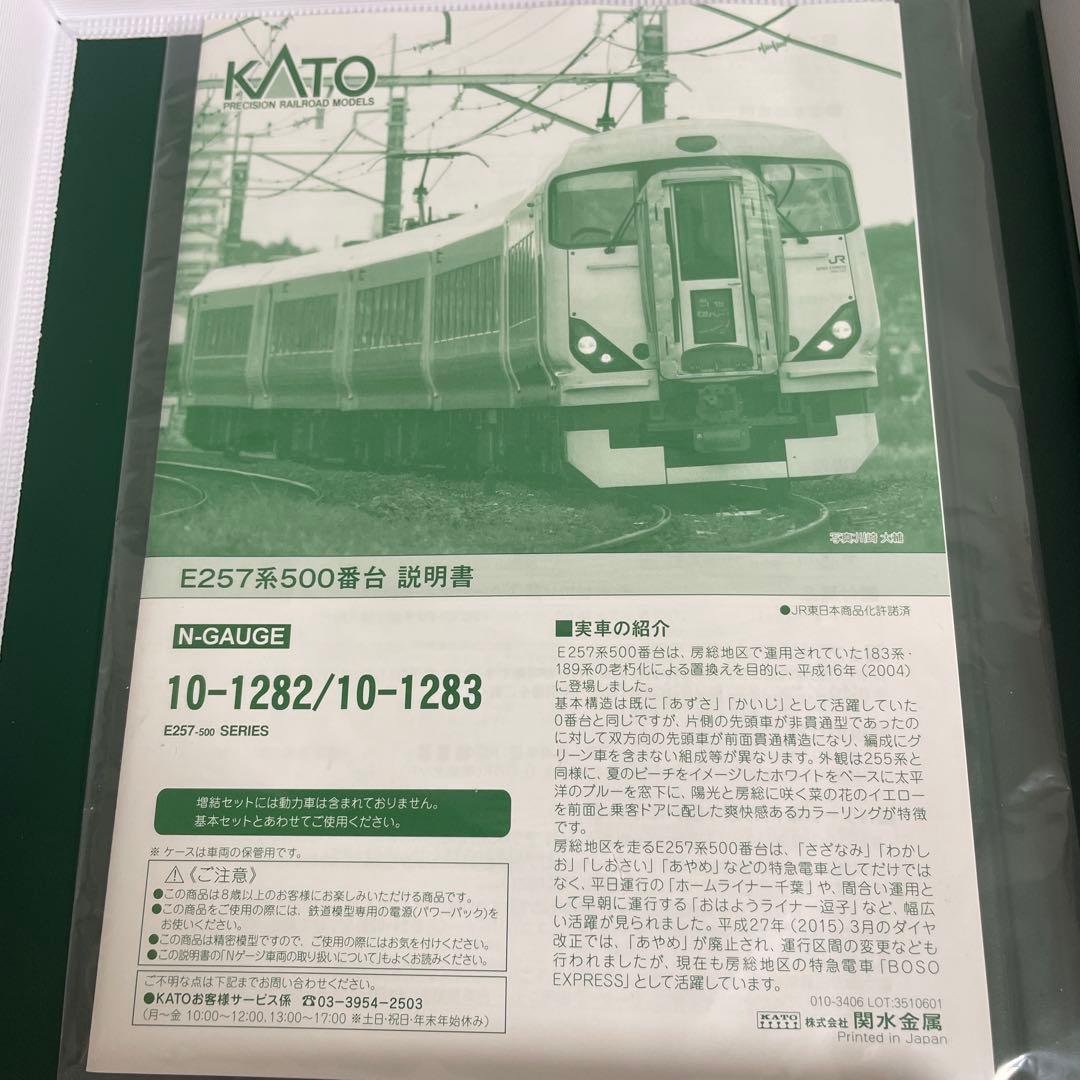 KATO
PRECISION RAILROAD MODELS
JR
写真:川崎 大輔
E257系500番台 説明書
●JR東日本商品化許諾済
N-GAUGE
10-1282/10-1283
E257-500 SERIES
増結セットには動力車は含まれておりません。
基本セットとあわせてご使用ください。
※ ケースは車両の保管用です。
⚠《ご注意》
●この商品は8歳以上のお客様にお楽しみいただける商品です。
●この商品をご使用の際には、鉄道模型専用の電源(パワーパック)を
お使いください。
●この商品は精密模型ですので、ご使用の際にはお気を付けください。
●この説明書の「Nゲージ車両の取り扱いについて」もよくお読みください。
ご不明な点は下記までお問い合わせください。
●KATOお客様サービス係 ☎03-3954-2503
(月〜金 10:00〜12:00、13:00〜17:00 ※土日・祝日・年末年始休み)
■実車の紹介
E257系500番台は、房総地区で運用されていた183系・
189系の老朽化による置換えを目的に、平成16年(2004)
に登場しました。
基本構造は既に「あずさ」「かいじ」として活躍していた
0番台と同じですが、片側の先頭車が非貫通型であったの
に対して双方向の先頭車が前面貫通構造になり、編成にグ
リーン車を含まない組成等が異なります。外観は255系と
同様に、夏のビーチをイメージしたホワイトをベースに太平
洋のブルーを窓下に、陽光と房総に咲く菜の花のイエロー
を前面と乗客ドアに配した爽快感あるカラーリングが特徴
です。
房総地区を走るE257系500番台は、「さざなみ」「わかし
お」「しおさい」「あやめ」などの特急電車としてだけでは
なく、平日運行の「ホームライナー千葉」や、間合い運用と
して早朝に運行する「おはようライナー逗子」など、幅広
い活躍が見られました。平成27年(2015)3月のダイヤ
改正では、「あやめ」が廃止され、運行区間の変更なども
行われましたが、現在も房総地区の特急電車「BOSO
EXPRESS」として活躍しています。
010-3406 LOT:3510601
KATO 株式会社 関水金属
Printed in Japan